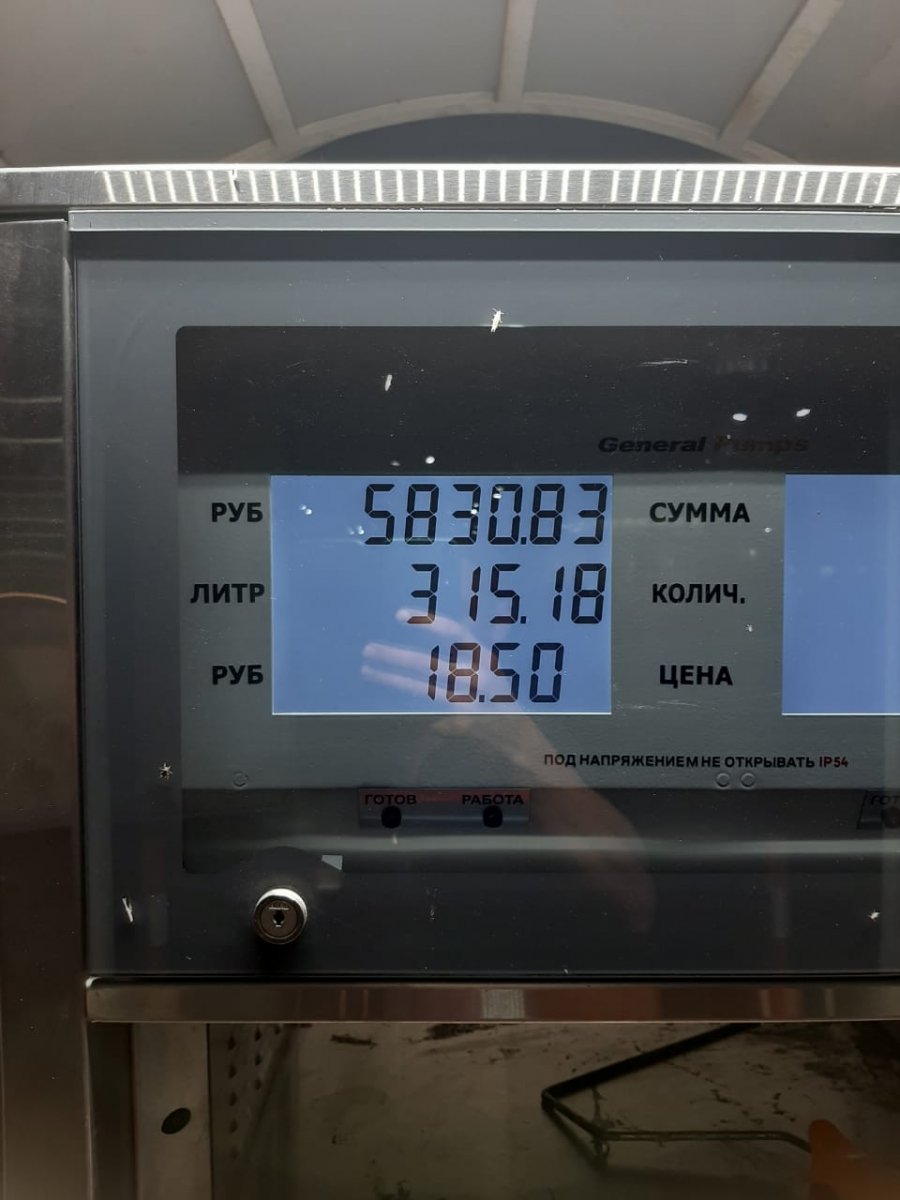 General Pumps
РУБ 5830.83 СУММА
ЛИТР 315.18 КОЛИЧ.
РУБ 18.50 ЦЕНА
ПОД НАПРЯЖЕНИЕМ НЕ ОТКРЫВАТЬ IP54
ГОТОВ РАБОТА